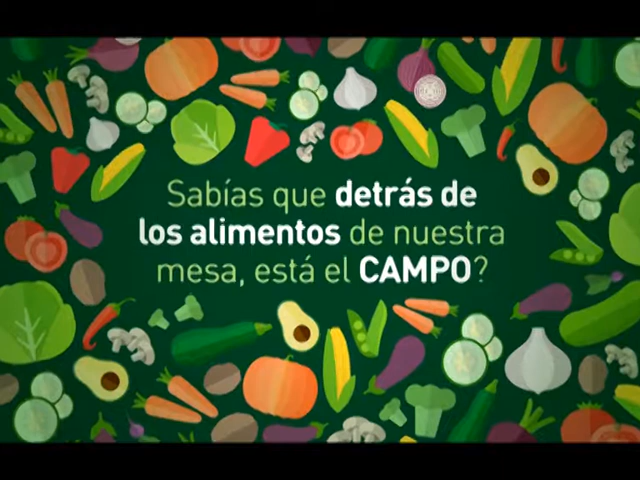 Sabías que detrás de
los alimentos de nuestra
mesa, está el CAMPO?